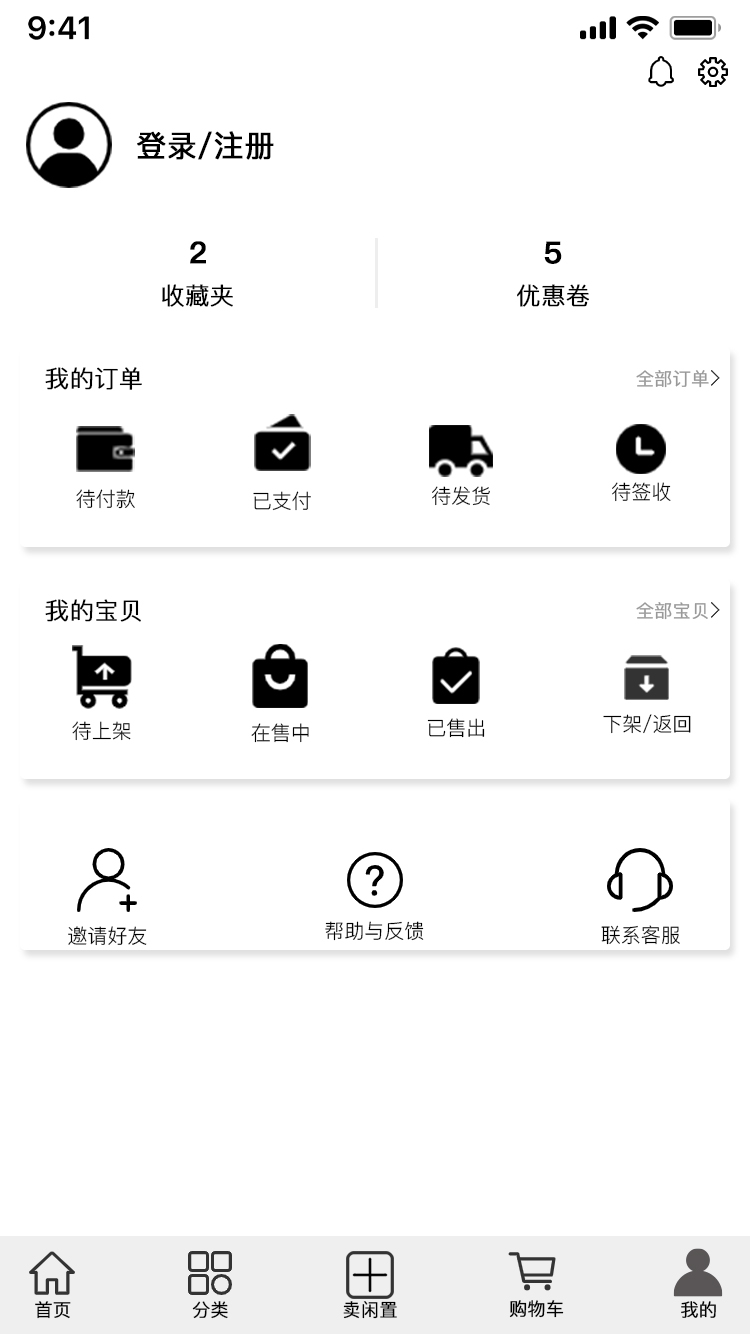 9:41
登录/注册
2 5
收藏夹 优惠卷
我的订单 全部订单
待付款 已支付 待发货 待签收
我的宝贝 全部宝贝
待上架 在售中 已售出 下架/返回
?
邀请好友 帮助与反馈 联系客服
首页 分类 卖闲置 购物车 我的